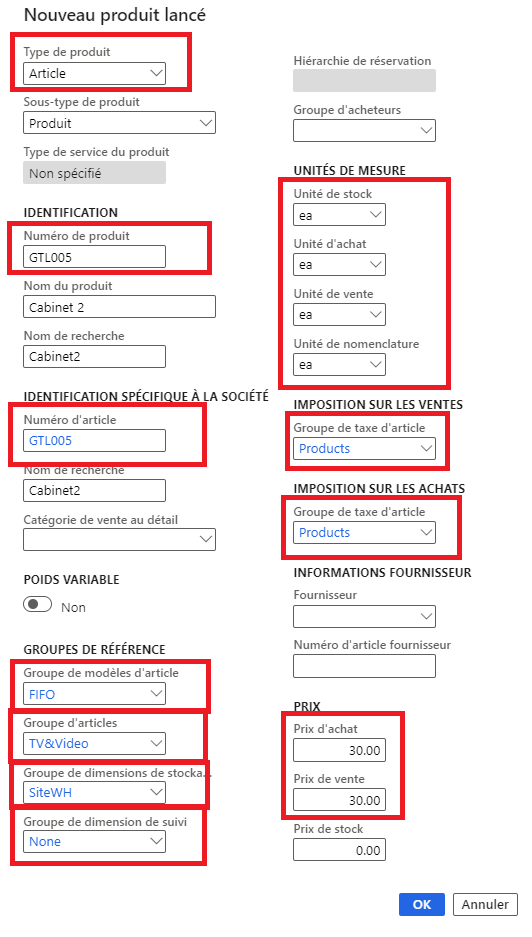 Nouveau produit lancé
Type de produit
Article
Sous-type de produit
Produit
Type de service du produit
Non spécifié
IDENTIFICATION
Numéro de produit
GTL005
Nom du produit
Cabinet 2
Nom de recherche
Cabinet2
IDENTIFICATION SPÉCIFIQUE À LA SOCIÉTÉ
Numéro d'article
GTL005
Nom de recherche
Cabinet2
Catégorie de vente au détail
POIDS VARIABLE
Non
GROUPES DE RÉFÉRENCE
Groupe de modèles d'article
FIFO
Groupe d'articles
TV&Video
Groupe de dimensions de stocka...
SiteWH
Groupe de dimension de suivi
None
Hiérarchie de réservation
Groupe d'acheteurs
UNITÉS DE MESURE
Unité de stock
ea
Unité d'achat
ea
Unité de vente
ea
Unité de nomenclature
ea
IMPOSITION SUR LES VENTES
Groupe de taxe d'article
Products
IMPOSITION SUR LES ACHATS
Groupe de taxe d'article
Products
INFORMATIONS FOURNISSEUR
Fournisseur
Numéro d'article fournisseur
PRIX
Prix d'achat
30.00
Prix de vente
30.00
Prix de stock
0.00
OK
Annuler